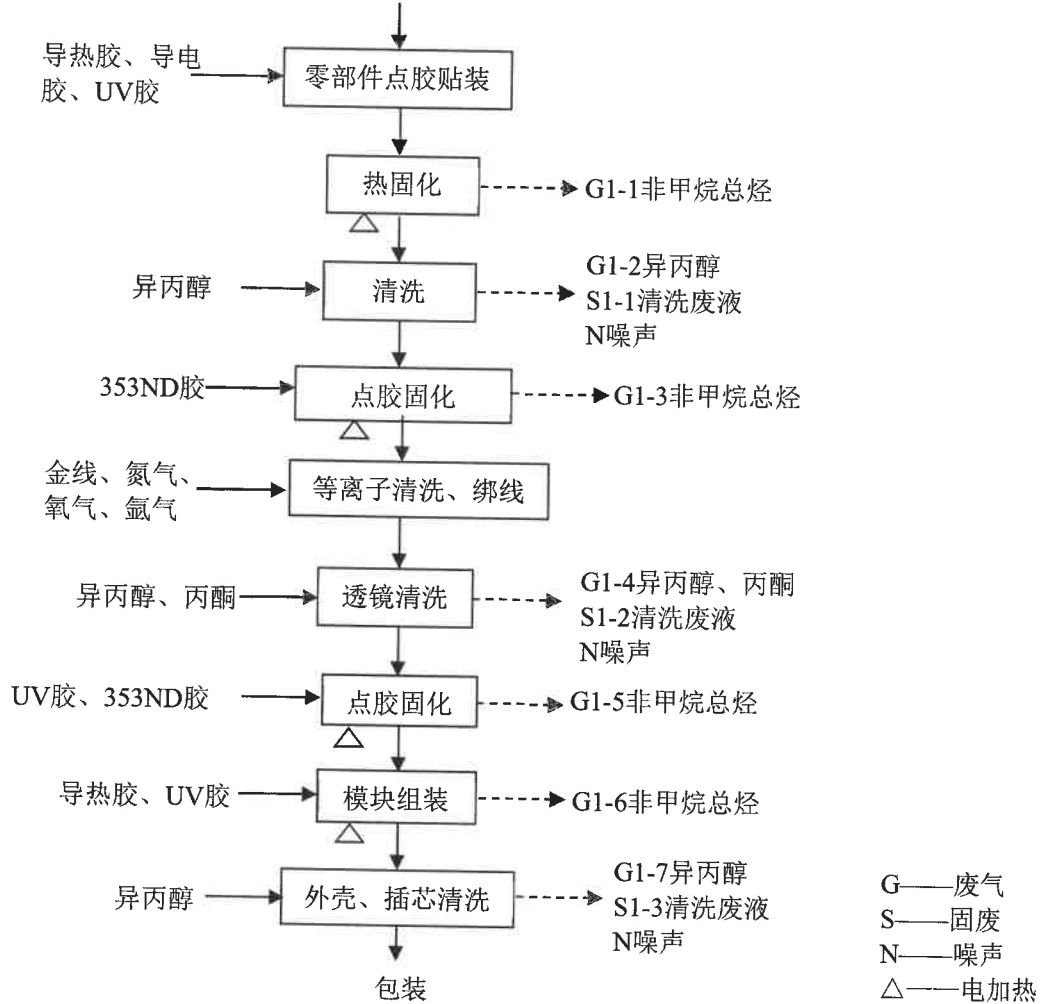 导热胶、导电
胶、UV胶
零部件点胶贴装
热固化
G1-1非甲烷总烃
异丙醇
清洗
G1-2异丙醇
S1-1清洗废液
N噪声
353ND胶
点胶固化
G1-3非甲烷总烃
金线、氮气、
氧气、氩气
等离子清洗、绑线
异丙醇、丙酮
透镜清洗
G1-4异丙醇、丙酮
S1-2清洗废液
N噪声
UV胶、353ND胶
点胶固化
G1-5非甲烷总烃
导热胶、UV胶
模块组装
G1-6非甲烷总烃
异丙醇
外壳、插芯清洗
G1-7异丙醇
S1-3清洗废液
N噪声
包装
G——废气
S——固废
N——噪声
△——电加热